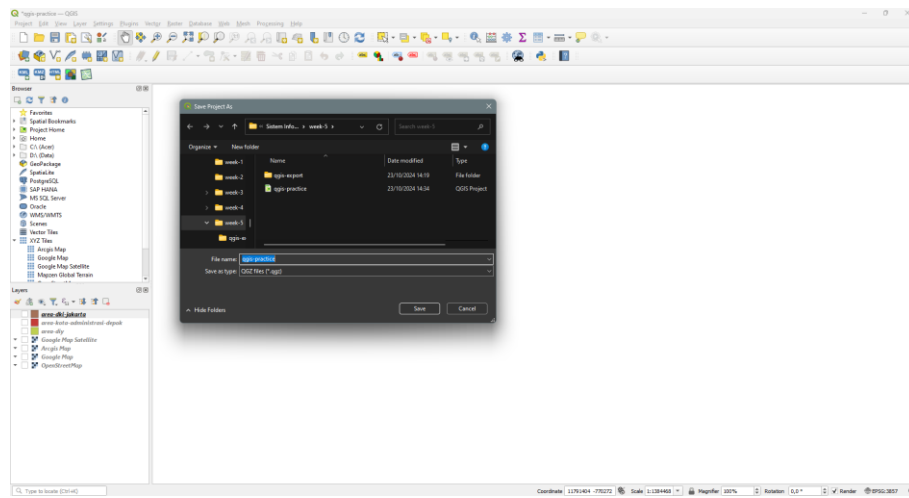 *qgis-practice — QGIS
Project Edit View Layer Settings Plugins Vector Raster Database Web Mesh Processing Help
Browser
Favorites
Spatial Bookmarks
Project Home
Home
C:\ (Acer)
D:\ (Data)
GeoPackage
SpatiaLite
PostgreSQL
SAP HANA
MS SQL Server
Oracle
WMS/WMTS
Scenes
Vector Tiles
XYZ Tiles
Arcgis Map
Google Map
Google Map Satellite
Mapzen Global Terrain
Layers
area-dki-jakarta
area-kota-administrasi-depok
area-diy
Google Map Satellite
Arcgis Map
Google Map
OpenStreetMap
Save Project As
« Sistem Info... › week-5 ›
Search week-5
Organize New folder
week-1
week-2
week-3
week-4
week-5
qgis-e
Name Date modified Type
qgis-export 23/10/2024 14:19 File folder
qgis-practice 23/10/2024 14:34 QGIS Project
File name: qgis-practice
Save as type: QGZ files (*.qgz)
Hide Folders Save Cancel
Type to locate (Ctrl+K) Coordinate 11791404 -770272 Scale 1:1384468 Magnifier 100% Rotation 0,0 ° Render EPSG:3857